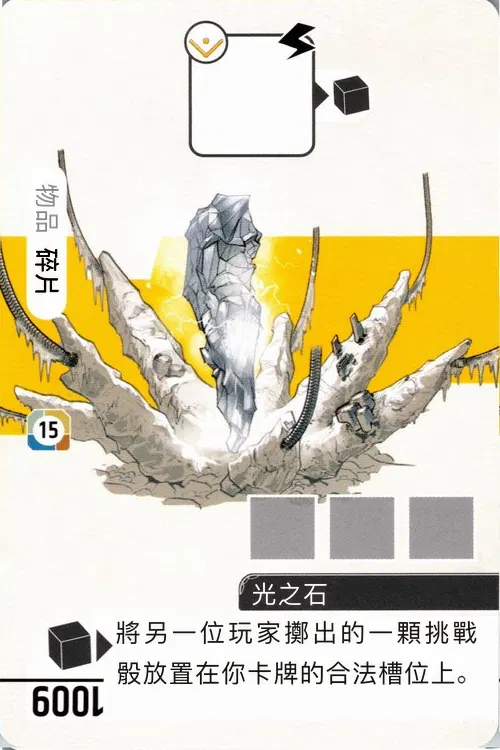 物品 碎片
15
光之石
將另一位玩家擲出的一顆挑戰
骰放置在你卡牌的合法槽位上。
1009